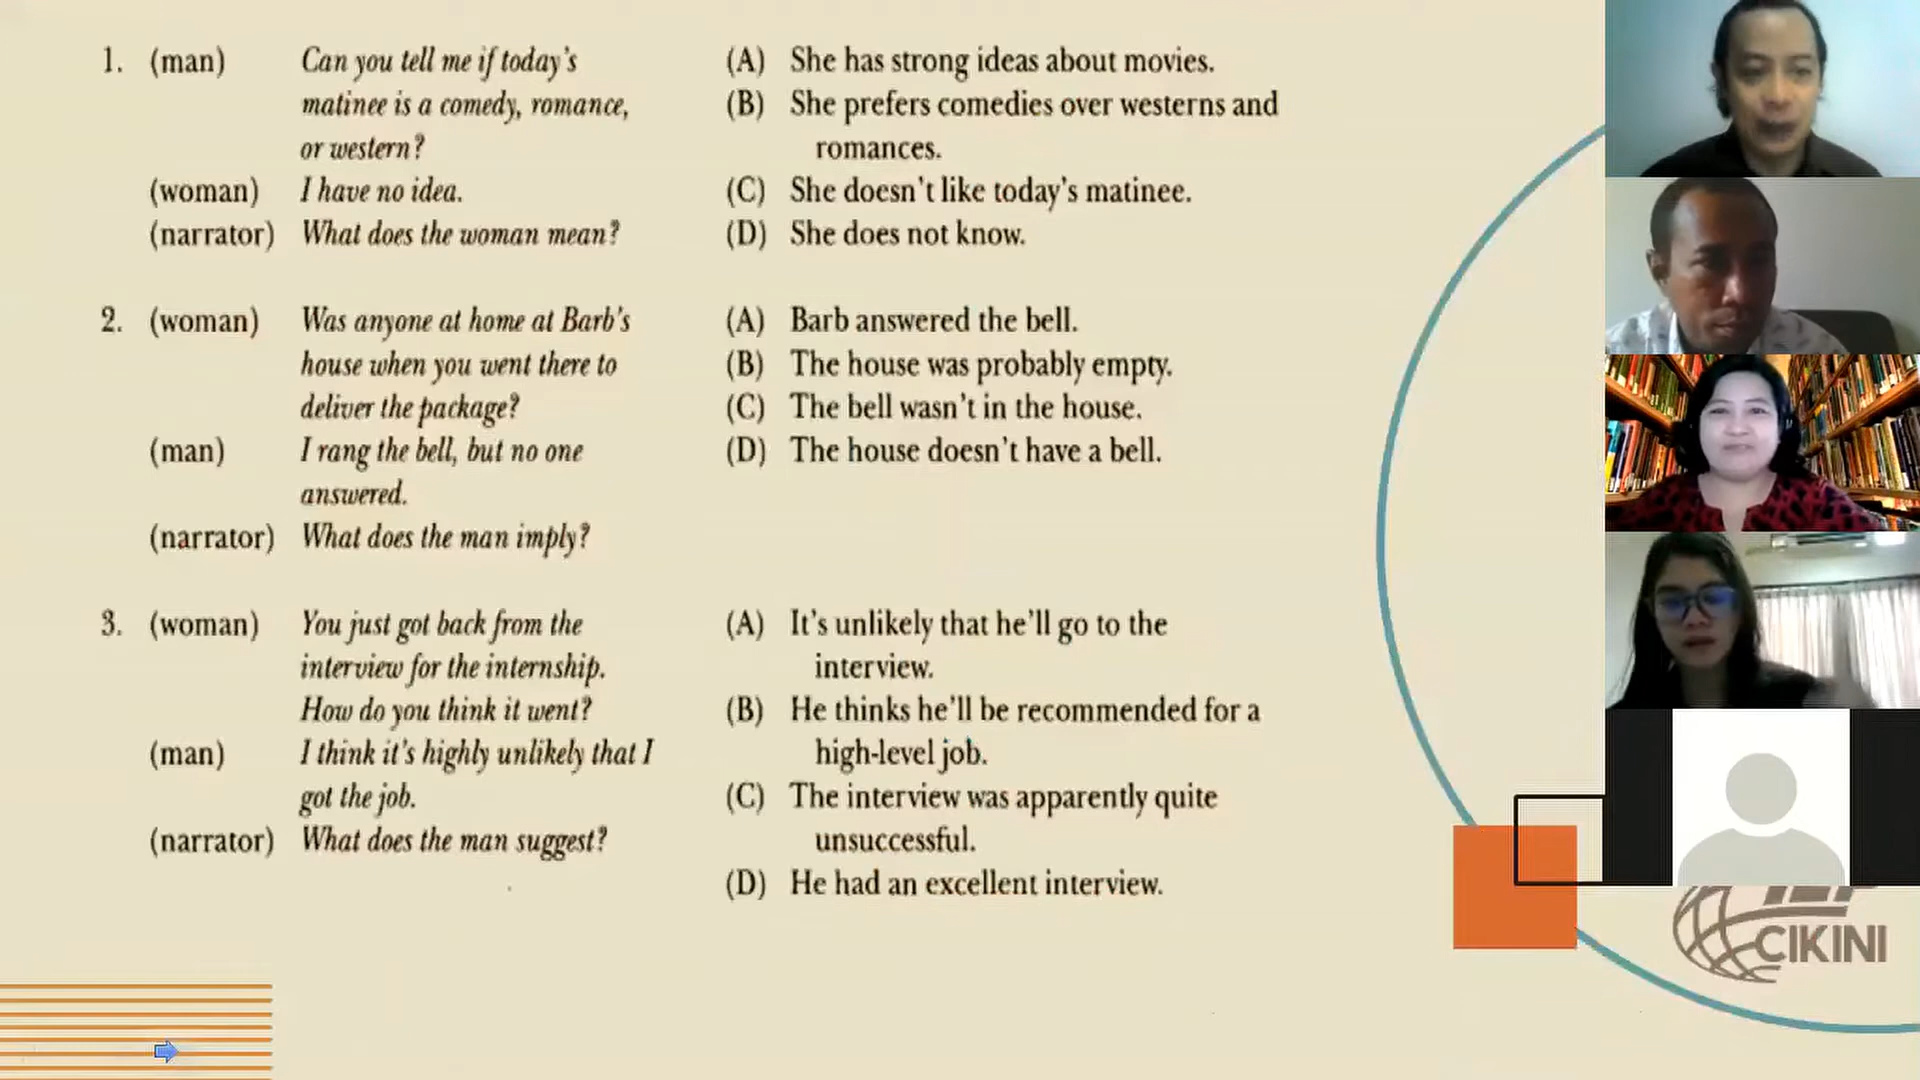 1. (man) Can you tell me if today's
matinee is a comedy, romance,
or western?
(woman) I have no idea.
(narrator) What does the woman mean?
(A) She has strong ideas about movies.
(B) She prefers comedies over westerns and
romances.
(C) She doesn't like today's matinee.
(D) She does not know.
2. (woman) Was anyone at home at Barb's
house when you went there to
deliver the package?
(man) I rang the bell, but no one
answered.
(narrator) What does the man imply?
(A) Barb answered the bell.
(B) The house was probably empty.
(C) The bell wasn't in the house.
(D) The house doesn't have a bell.
3. (woman) You just got back from the
interview for the internship.
How do you think it went?
(man) I think it's highly unlikely that I
got the job.
(narrator) What does the man suggest?
(A) It's unlikely that he'll go to the
interview.
(B) He thinks he'll be recommended for a
high-level job.
(C) The interview was apparently quite
unsuccessful.
(D) He had an excellent interview.
CIKINI